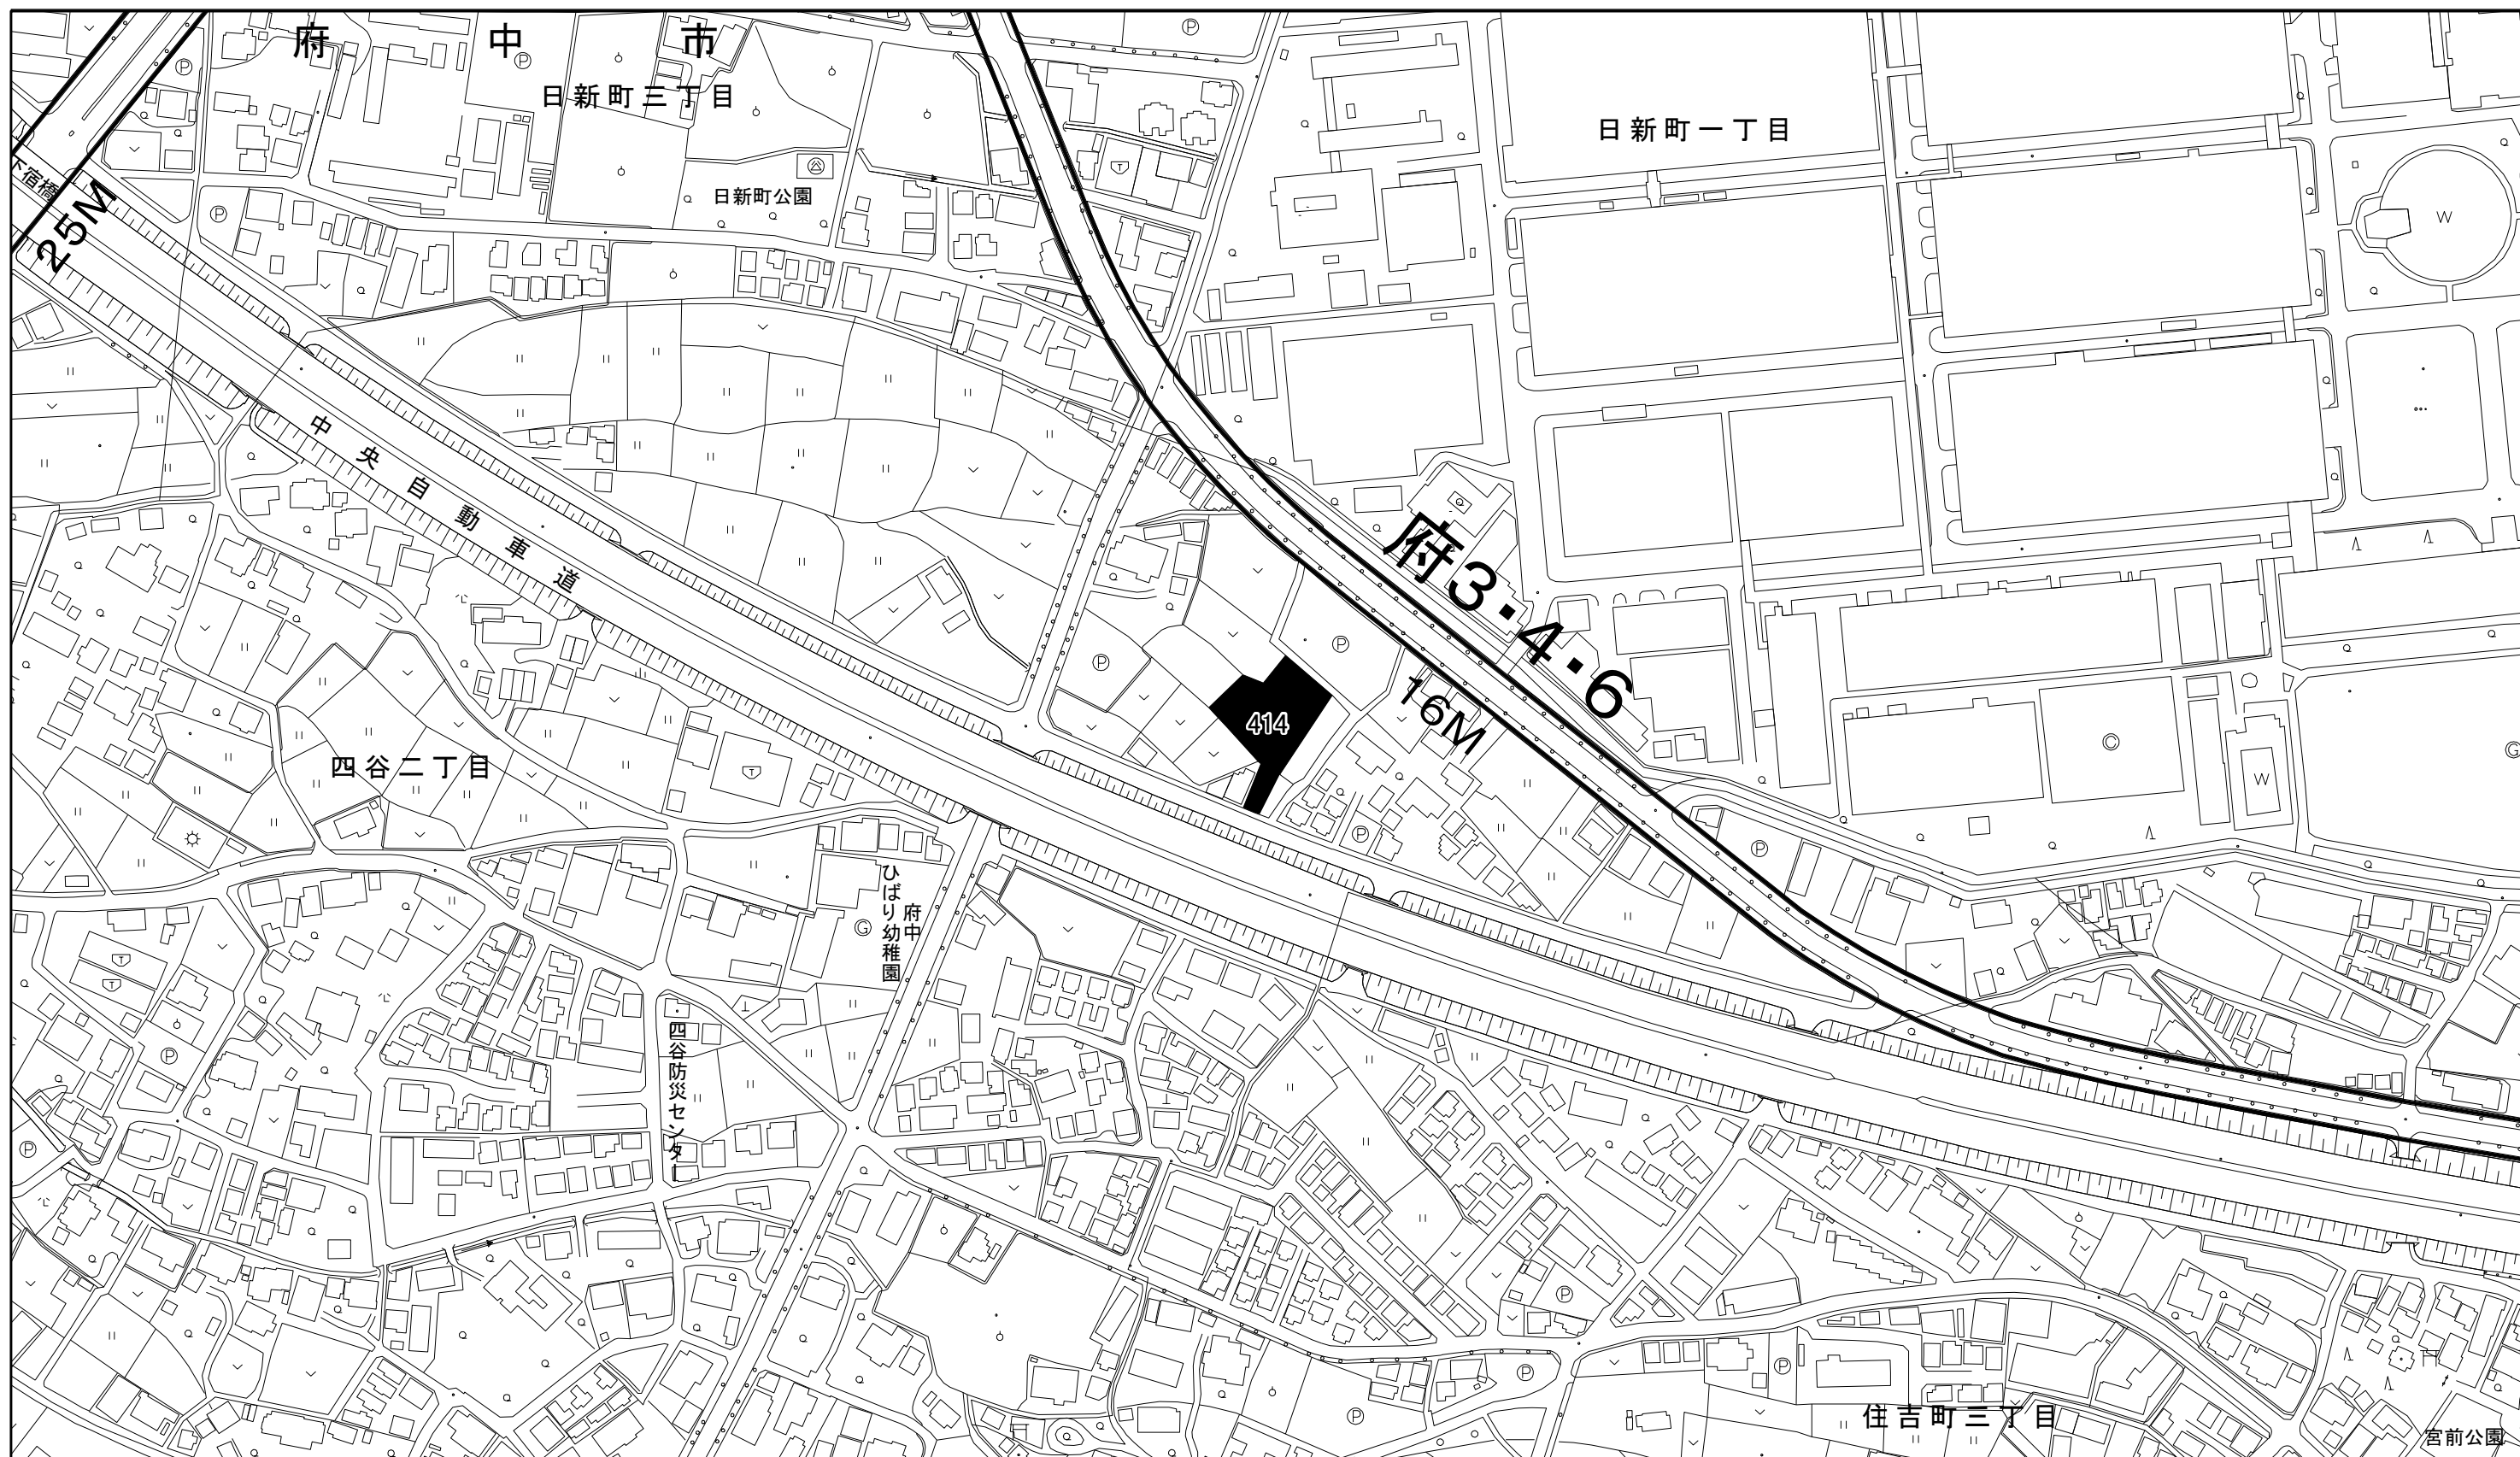 府中市
日新町三丁目
日新町一丁目
日新町公園
下宿橋
25M
中央自動車道
府3・4・6
16M
414
四谷二丁目
府中
ひばり幼稚園
四谷防災センター
住吉町三丁目
宮前公園